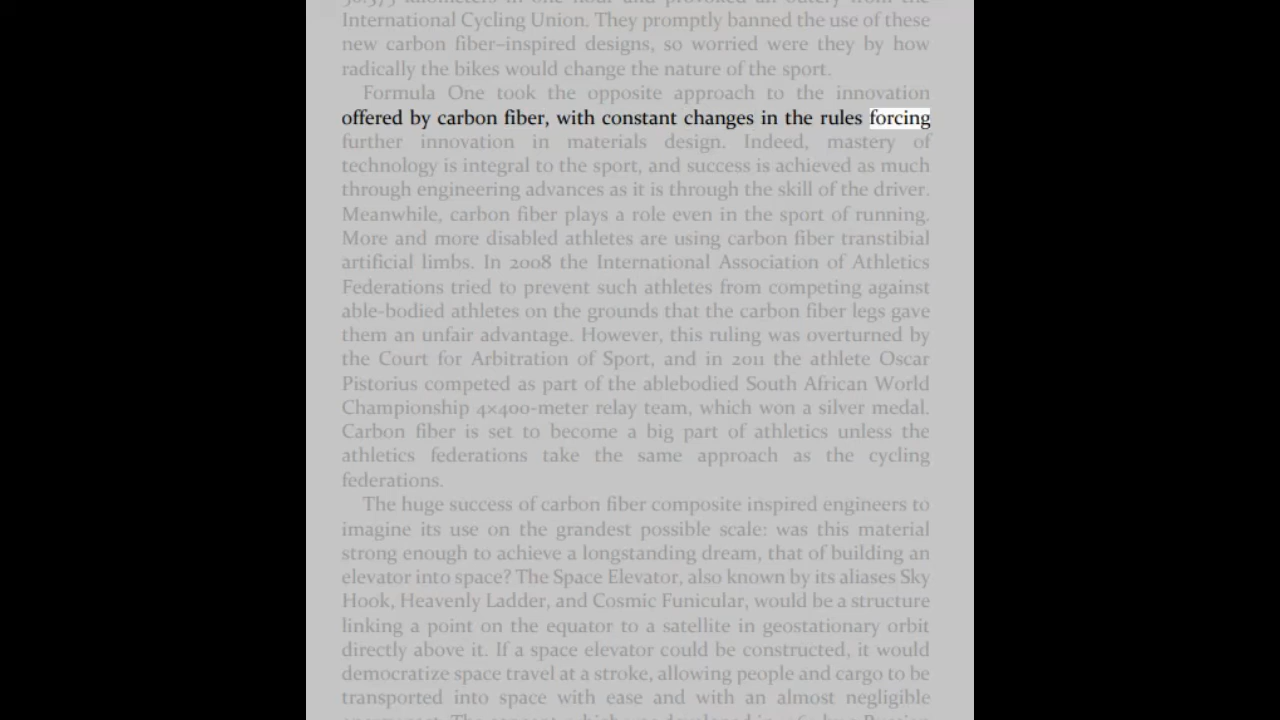 International Cycling Union. They promptly banned the use of these
new carbon fiber–inspired designs, so worried were they by how
radically the bikes would change the nature of the sport.
Formula One took the opposite approach to the innovation
offered by carbon fiber, with constant changes in the rules forcing
further innovation in materials design. Indeed, mastery of
technology is integral to the sport, and success is achieved as much
through engineering advances as it is through the skill of the driver.
Meanwhile, carbon fiber plays a role even in the sport of running.
More and more disabled athletes are using carbon fiber transtibial
artificial limbs. In 2008 the International Association of Athletics
Federations tried to prevent such athletes from competing against
able-bodied athletes on the grounds that the carbon fiber legs gave
them an unfair advantage. However, this ruling was overturned by
the Court for Arbitration of Sport, and in 2011 the athlete Oscar
Pistorius competed as part of the ablebodied South African World
Championship 4×400-meter relay team, which won a silver medal.
Carbon fiber is set to become a big part of athletics unless the
athletics federations take the same approach as the cycling
federations.
The huge success of carbon fiber composite inspired engineers to
imagine its use on the grandest possible scale: was this material
strong enough to achieve a longstanding dream, that of building an
elevator into space? The Space Elevator, also known by its aliases Sky
Hook, Heavenly Ladder, and Cosmic Funicular, would be a structure
linking a point on the equator to a satellite in geostationary orbit
directly above it. If a space elevator could be constructed, it would
democratize space travel at a stroke, allowing people and cargo to be
transported into space with ease and with an almost negligible